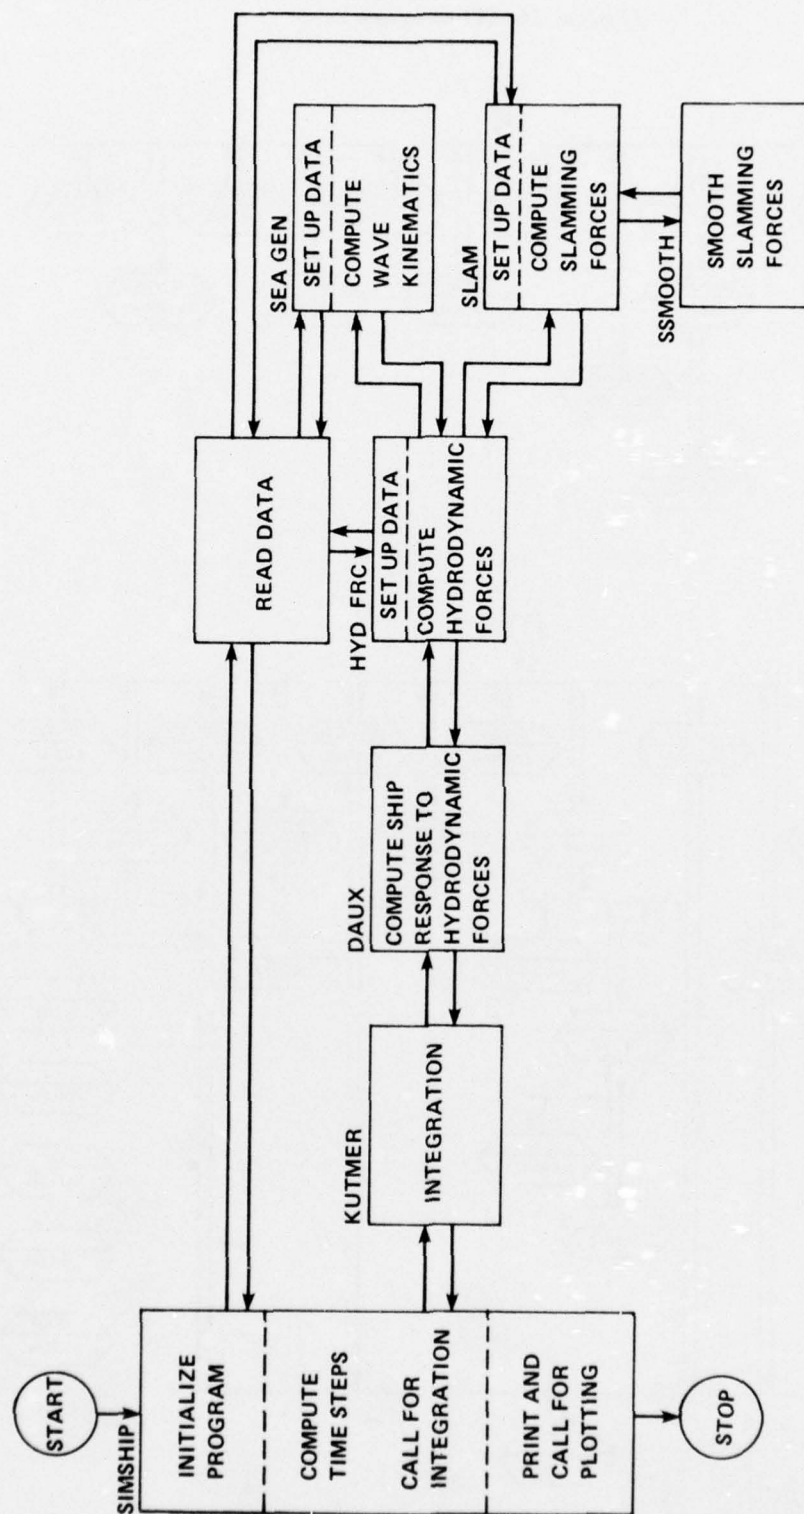 START
SIMSHIP
INITIALIZE
PROGRAM
COMPUTE
TIME STEPS
CALL FOR
INTEGRATION
PRINT AND
CALL FOR
PLOTTING
STOP
KUTMER
INTEGRATION
DAUX
COMPUTE SHIP
RESPONSE TO
HYDRODYNAMIC
FORCES
READ DATA
HYD FRC
SET UP DATA
COMPUTE
HYDRODYNAMIC
FORCES
SEA GEN
SET UP DATA
COMPUTE
WAVE
KINEMATICS
SLAM
SET UP DATA
COMPUTE
SLAMMING
FORCES
SSMOOTH
SMOOTH
SLAMMING
FORCES